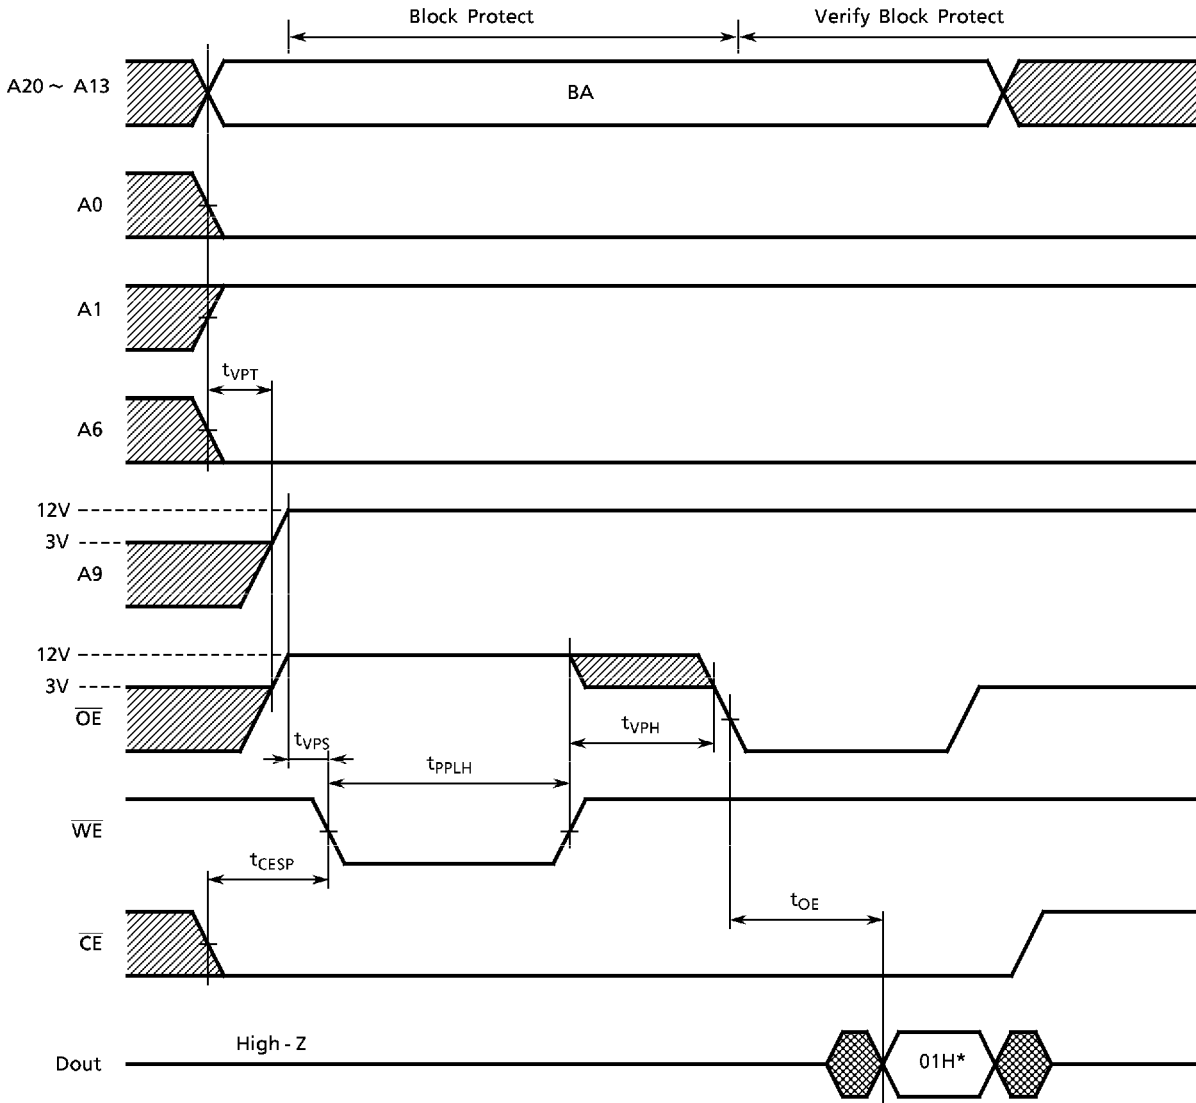 Block Protect
Verify Block Protect
A20 ~ A13
BA
A0
A1
tVPT
A6
12V
3V
A9
12V
3V
OE
tVPS
tVPH
tPPLH
WE
tCESP
tOE
CE
High - Z
Dout
01H*